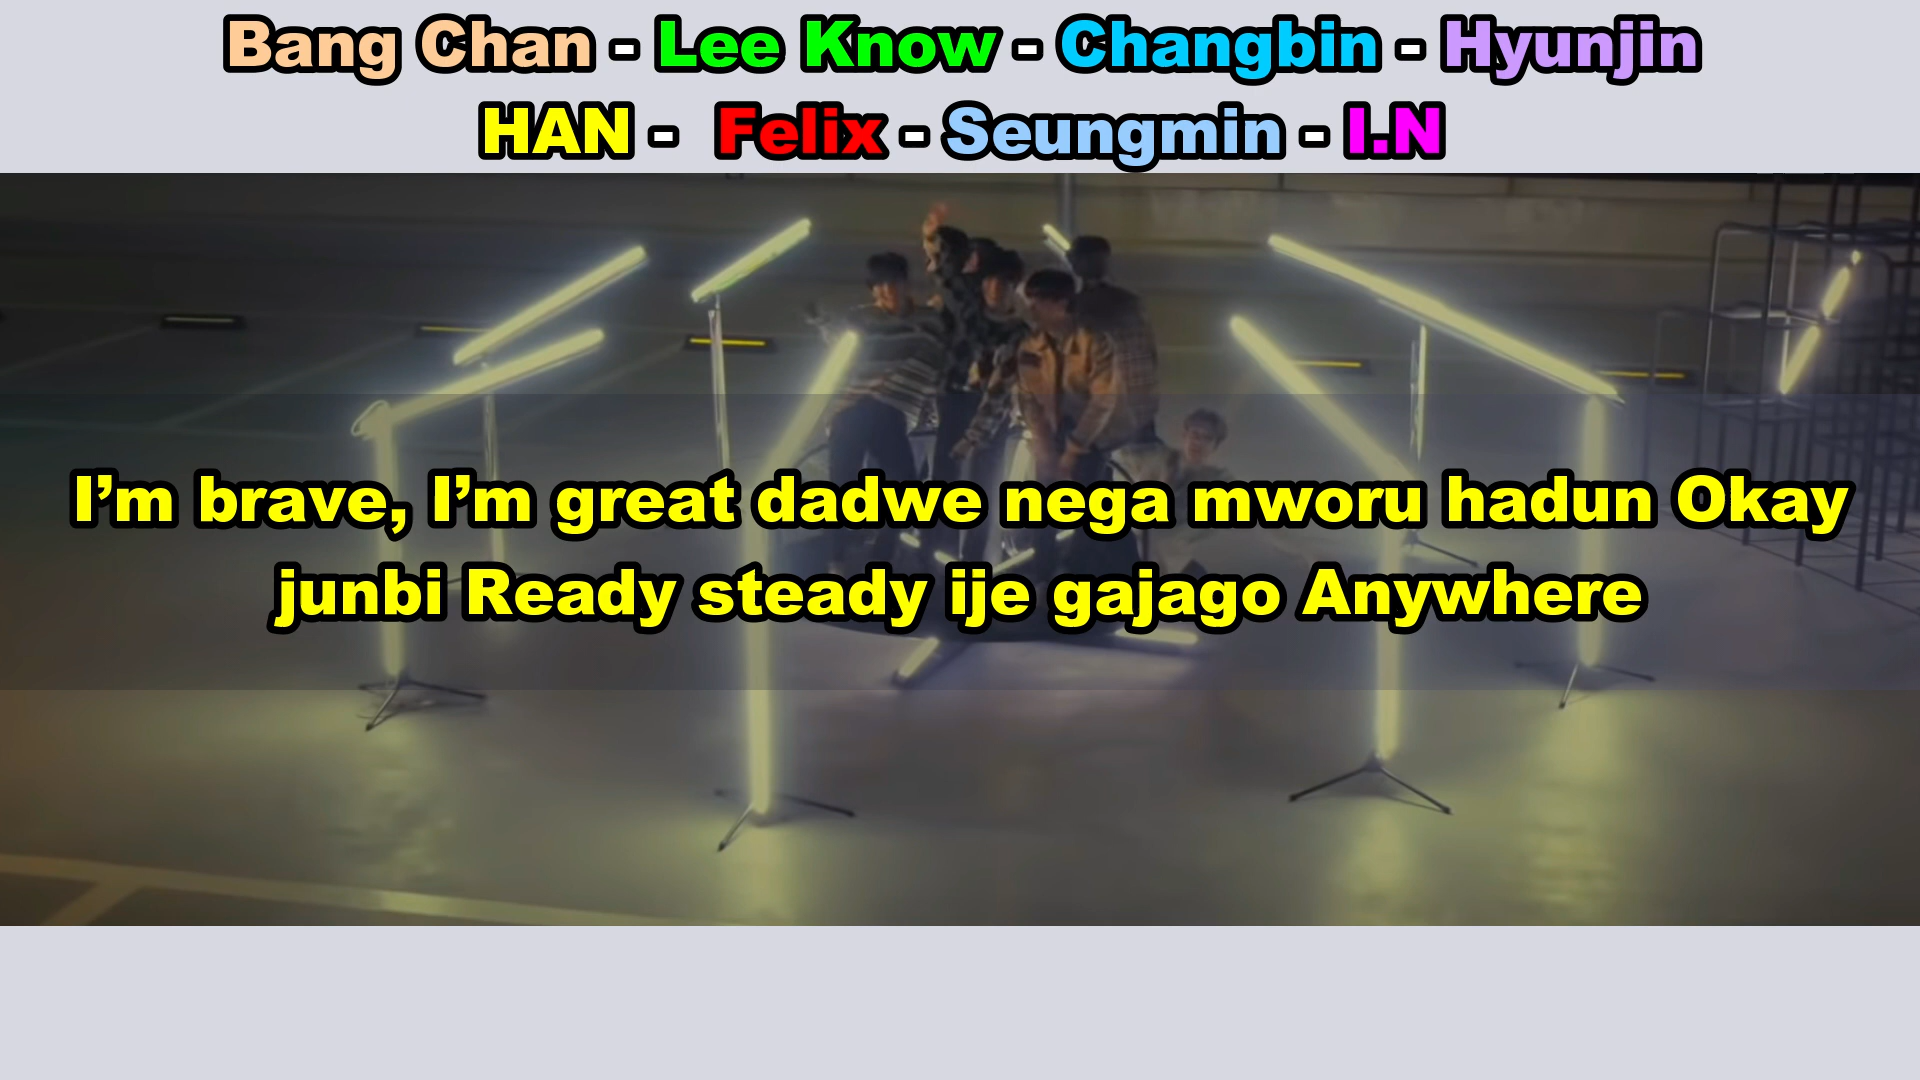 Bang Chan - Lee Know - Changbin - Hyunjin
HAN - Felix - Seungmin - I.N
I’m brave, I’m great dadwe nega mworu hadun Okay
junbi Ready steady ije gajago Anywhere